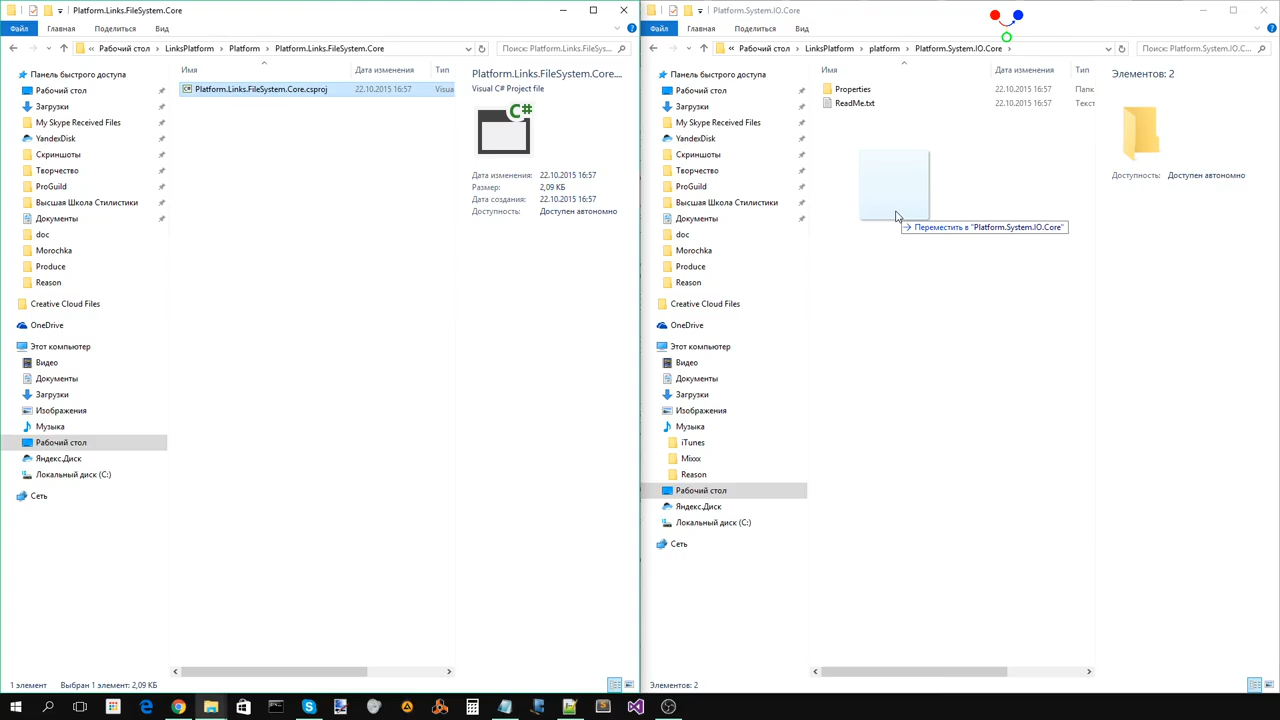 Platform.Links.FileSystem.Core
Файл
Главная
Поделиться
Вид
« Рабочий стол › LinksPlatform › Platform › Platform.Links.FileSystem.Core
Поиск: Platform.Links.FileSys...
Панель быстрого доступа
Рабочий стол
Загрузки
My Skype Received Files
YandexDisk
Скриншоты
Творчество
ProGuild
Высшая Школа Стилистики
Документы
doc
Morochka
Produce
Reason
Creative Cloud Files
OneDrive
Этот компьютер
Видео
Документы
Загрузки
Изображения
Музыка
Рабочий стол
Яндекс.Диск
Локальный диск (C:)
Сеть
Имя
Дата изменения
Тип
Platform.Links.FileSystem.Core.csproj
22.10.2015 16:57
Visua
Platform.Links.FileSystem.Core....
Visual C# Project file
C#
Дата изменения: 22.10.2015 16:57
Размер: 2,09 КБ
Дата создания: 22.10.2015 16:57
Доступность: Доступен автономно
1 элемент
Выбран 1 элемент: 2,09 КБ
Platform.System.IO.Core
Файл
Главная
Поделиться
Вид
« Рабочий стол › LinksPlatform › platform › Platform.System.IO.Core ›
Поиск: Platform.System.IO.C...
Панель быстрого доступа
Рабочий стол
Загрузки
My Skype Received Files
YandexDisk
Скриншоты
Творчество
ProGuild
Высшая Школа Стилистики
Документы
doc
Morochka
Produce
Reason
Creative Cloud Files
OneDrive
Этот компьютер
Видео
Документы
Загрузки
Изображения
Музыка
iTunes
Mixxx
Reason
Рабочий стол
Яндекс.Диск
Локальный диск (C:)
Сеть
Имя
Дата изменения
Тип
Properties
22.10.2015 16:57
Папк
ReadMe.txt
22.10.2015 16:57
Текст
Переместить в "Platform.System.IO.Core"
Элементов: 2
Доступность: Доступен автономно
Элементов: 2